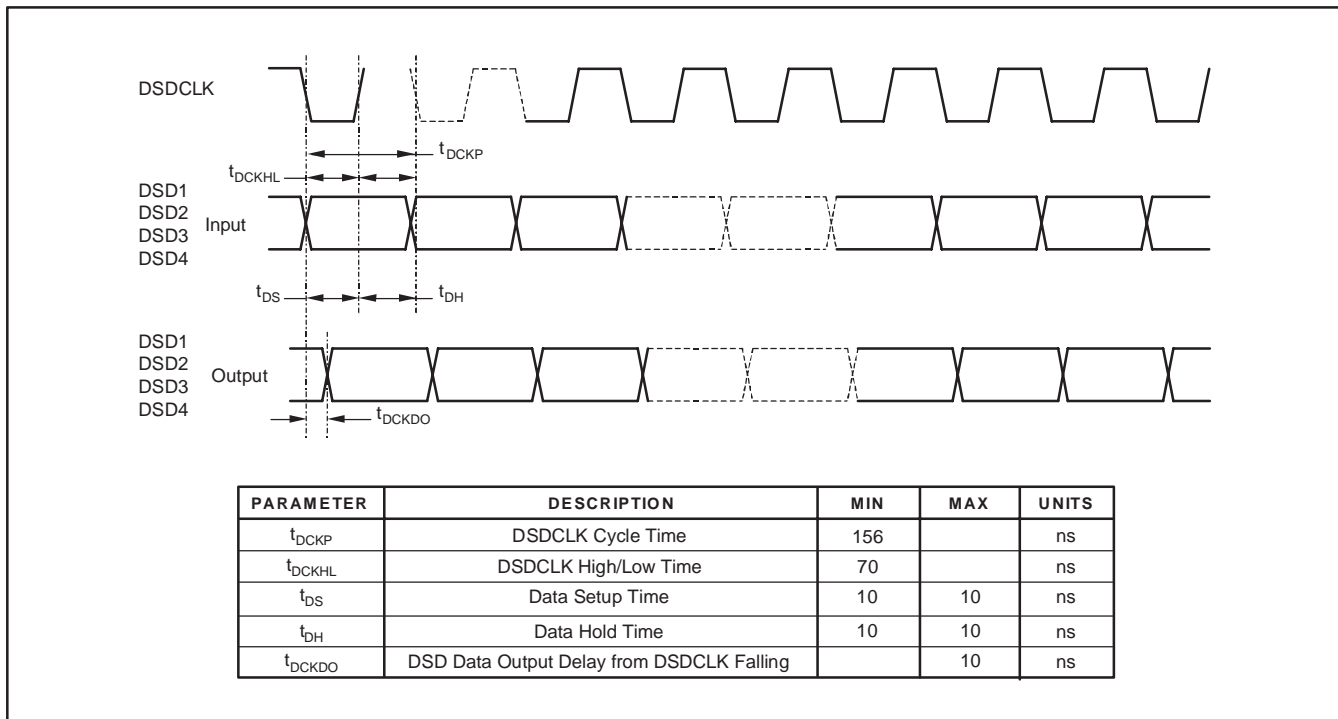 DSDCLK
tDCKP
tDCKHL
DSD1
DSD2
DSD3
DSD4
Input
tDS
tDH
DSD1
DSD2
DSD3
DSD4
Output
tDCKDO
PARAMETER DESCRIPTION MIN MAX UNITS
tDCKP DSDCLK Cycle Time 156 ns
tDCKHL DSDCLK High/Low Time 70 ns
tDS Data Setup Time 10 10 ns
tDH Data Hold Time 10 10 ns
tDCKDO DSD Data Output Delay from DSDCLK Falling 10 ns